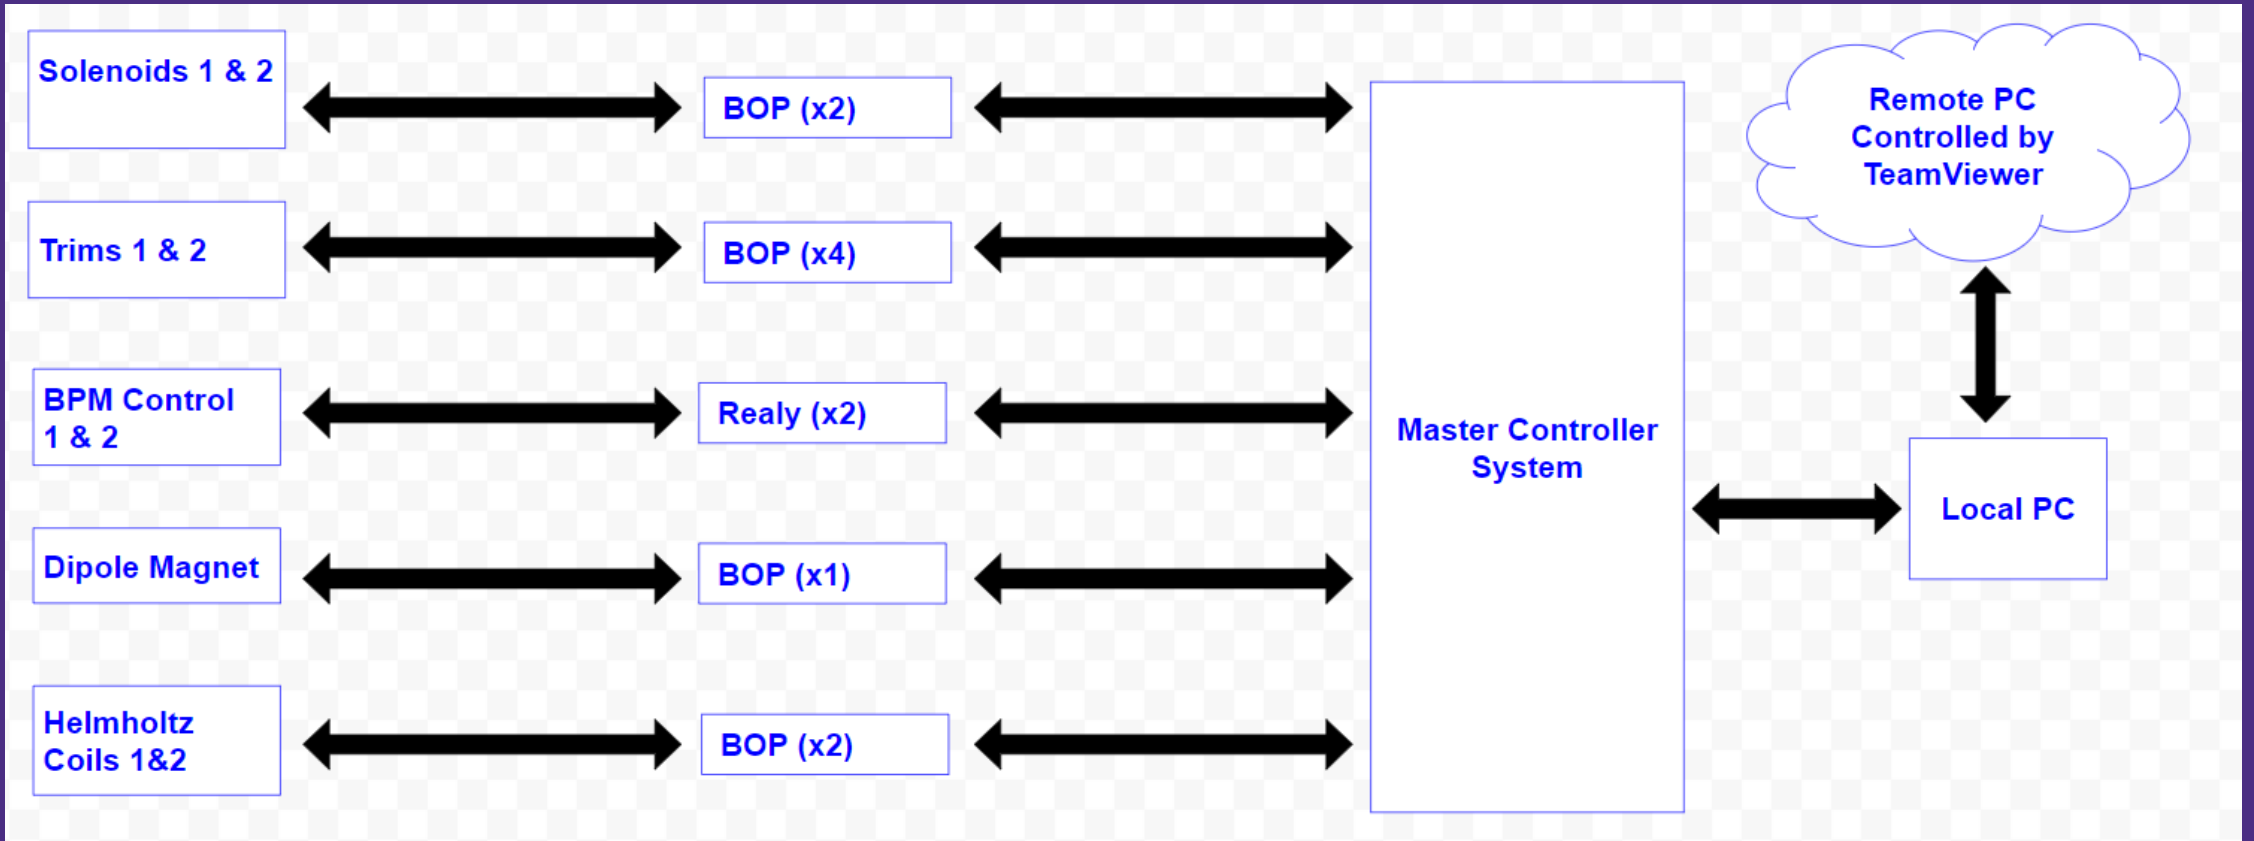 Solenoids 1 & 2
BOP (x2)
Trims 1 & 2
BOP (x4)
BPM Control
1 & 2
Realy (x2)
Dipole Magnet
BOP (x1)
Helmholtz
Coils 1&2
BOP (x2)
Master Controller
System
Remote PC
Controlled by
TeamViewer
Local PC